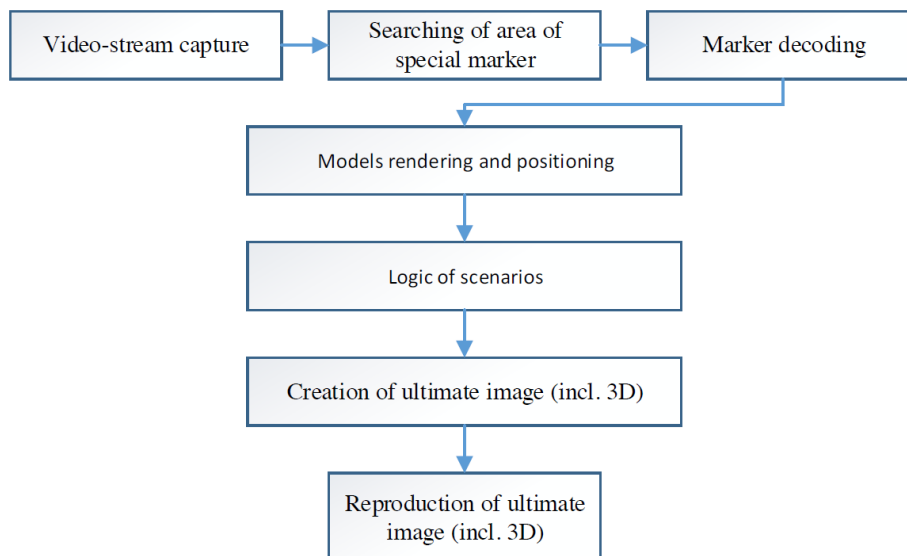 Video-stream capture
Searching of area of
special marker
Marker decoding
Models rendering and positioning
Logic of scenarios
Creation of ultimate image (incl. 3D)
Reproduction of ultimate
image (incl. 3D)